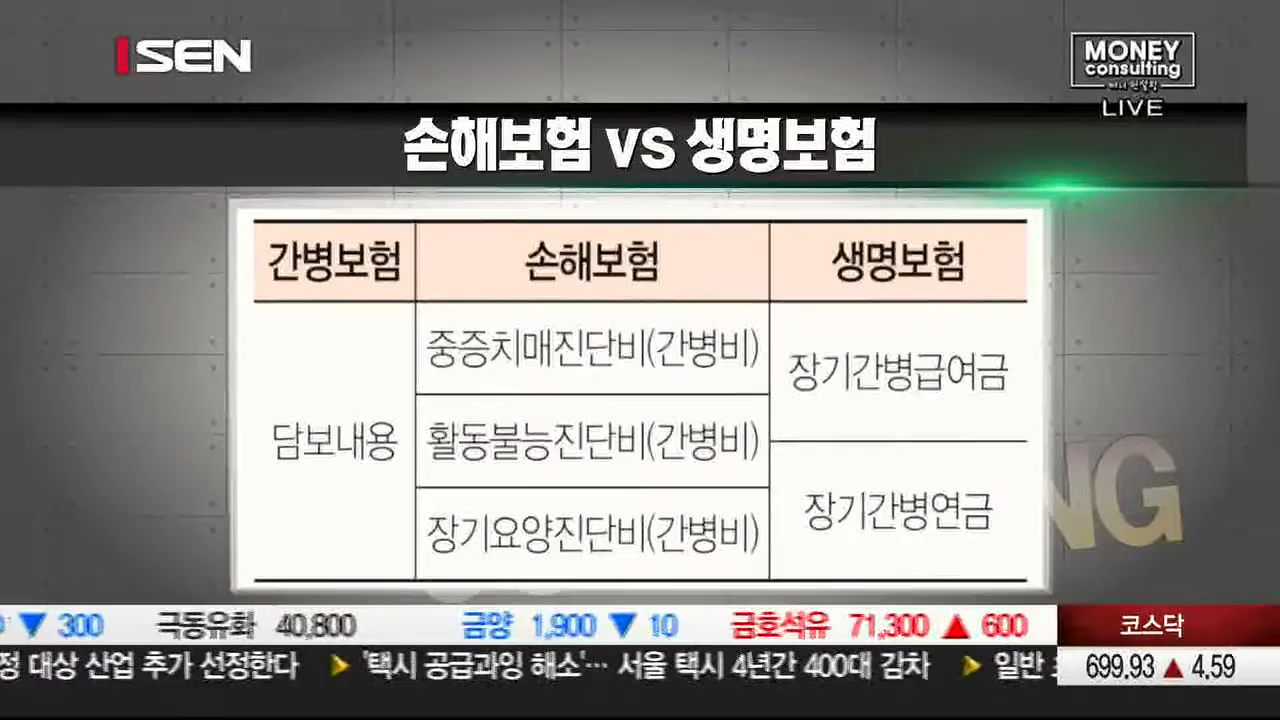 SEN
MONEY
consulting
머니 컨설팅
LIVE
손해보험 vs 생명보험
간병보험 손해보험 생명보험
담보내용
중증치매진단비(간병비)
활동불능진단비(간병비)
장기요양진단비(간병비)
장기간병급여금
장기간병연금
NG
▼ 300 극동유화 40,800 금양 1,900 ▼ 10 금호석유 71,300 ▲ 600 코스닥
정 대상 산업 추가 선정한다 ▶ '택시 공급과잉 해소'… 서울 택시 4년간 400대 감차 ▶ 일반 699.93 ▲ 4.59